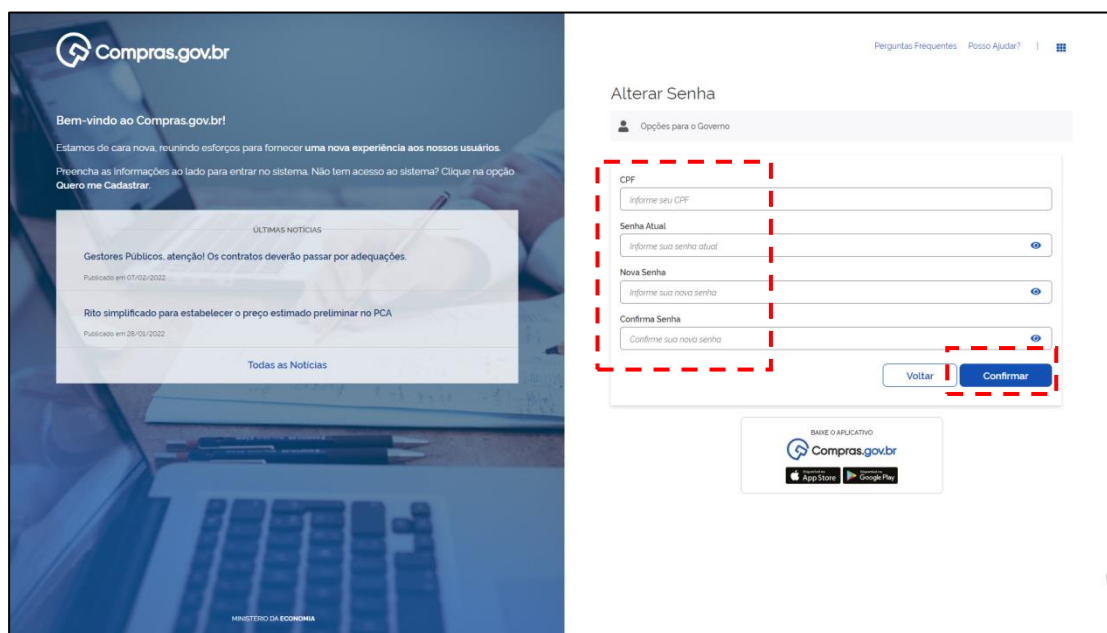 Compras.gov.br
Bem-vindo ao Compras.gov.br!
Estamos de cara nova, reunindo esforços para fornecer uma nova experiência aos nossos usuários.
Preencha as informações ao lado para entrar no sistema. Não tem acesso ao sistema? Clique na opção
Quero me Cadastrar.
ÚLTIMAS NOTÍCIAS
Gestores Públicos, atenção! Os contratos deverão passar por adequações.
Publicado em 07/02/2022
Rito simplificado para estabelecer o preço estimado preliminar no PCA
Publicado em 28/01/2022
Todas as Notícias
MINISTÉRIO DA ECONOMIA
Perguntas Frequentes Posso Ajudar? |
Alterar Senha
Opções para o Governo
CPF
Informe seu CPF
Senha Atual
Informe sua senha atual
Nova Senha
Informe sua nova senha
Confirma Senha
Confirme sua nova senha
Voltar Confirmar
BAIXE O APLICATIVO
Compras.gov.br
App Store Google Play